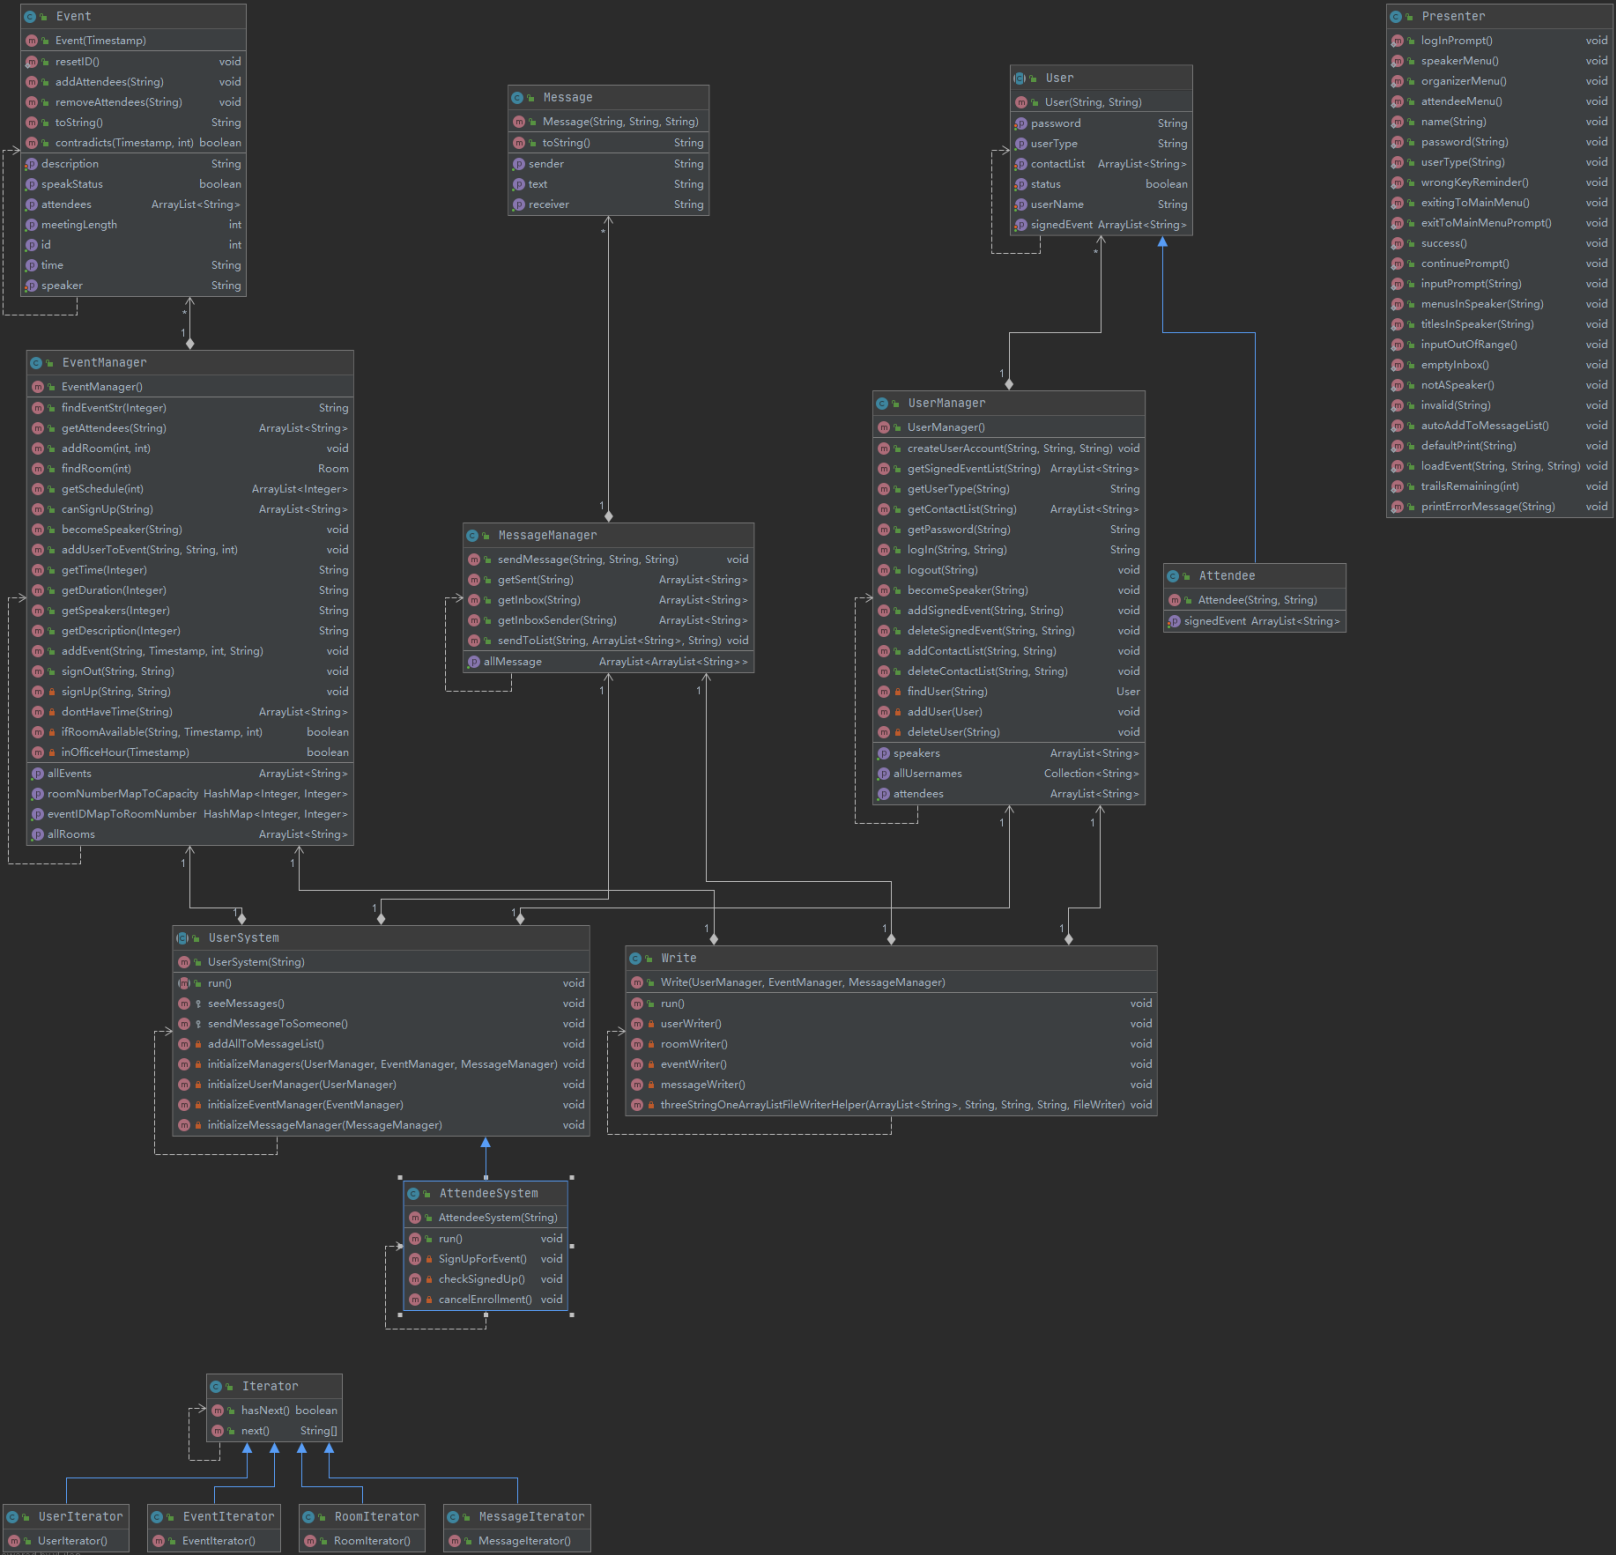 Event
Event(Timestamp)
resetID() void
addAttendees(String) void
removeAttendees(String) void
toString() String
contradicts(Timestamp, int) boolean
description String
speakStatus boolean
attendees ArrayList<String>
meetingLength int
id int
time String
speaker String
*
1
EventManager
EventManager()
findEventStr(Integer) String
getAttendees(String) ArrayList<String>
addRoom(int, int) void
findRoom(int) Room
getSchedule(int) ArrayList<Integer>
canSignUp(String) ArrayList<String>
becomeSpeaker(String) void
addUserToEvent(String, String, int) void
getTime(Integer) String
getDuration(Integer) String
getSpeakers(Integer) String
getDescription(Integer) String
addEvent(String, Timestamp, int, String) void
signOut(String, String) void
signUp(String, String) void
dontHaveTime(String) ArrayList<String>
ifRoomAvailable(String, Timestamp, int) boolean
inOfficeHour(Timestamp) boolean
allEvents ArrayList<String>
roomNumberMapToCapacity HashMap<Integer, Integer>
eventIDMapToRoomNumber HashMap<Integer, Integer>
allRooms ArrayList<String>
1
1
Message
Message(String, String, String)
toString() String
sender String
text String
receiver String
*
1
MessageManager
sendMessage(String, String, String) void
getSent(String) ArrayList<String>
getInbox(String) ArrayList<String>
getInboxSender(String) ArrayList<String>
sendToList(String, ArrayList<String>, String) void
allMessage ArrayList<ArrayList<String>>
1
1
User
User(String, String)
password String
userType String
contactList ArrayList<String>
status boolean
userName String
signedEvent ArrayList<String>
*
1
UserManager
UserManager()
createUserAccount(String, String, String) void
getSignedEventList(String) ArrayList<String>
getUserType(String) String
getContactList(String) ArrayList<String>
getPassword(String) String
logIn(String, String) String
logout(String) void
becomeSpeaker(String) void
addSignedEvent(String, String) void
deleteSignedEvent(String, String) void
addContactList(String, String) void
deleteContactList(String, String) void
findUser(String) User
addUser(User) void
deleteUser(String) void
speakers ArrayList<String>
allUsernames Collection<String>
attendees ArrayList<String>
1
1
Attendee
Attendee(String, String)
signedEvent ArrayList<String>
Presenter
logInPrompt() void
speakerMenu() void
organizerMenu() void
attendeeMenu() void
name(String) void
password(String) void
userType(String) void
wrongKeyReminder() void
exitingToMainMenu() void
exitToMainMenuPrompt() void
success() void
continuePrompt() void
inputPrompt(String) void
menusInSpeaker(String) void
titlesInSpeaker(String) void
inputOutOfRange() void
emptyInbox() void
notASpeaker() void
invalid(String) void
autoAddToMessageList() void
defaultPrint(String) void
loadEvent(String, String, String) void
trailsRemaining(int) void
printErrorMessage(String) void
1
1
1
UserSystem
UserSystem(String)
run() void
seeMessages() void
sendMessageToSomeone() void
addAllToMessageList() void
initializeManagers(UserManager, EventManager, MessageManager) void
initializeUserManager(UserManager) void
initializeEventManager(EventManager) void
initializeMessageManager(MessageManager) void
1
1
1
Write
Write(UserManager, EventManager, MessageManager)
run() void
userWriter() void
roomWriter() void
eventWriter() void
messageWriter() void
threeStringOneArrayListFileWriterHelper(ArrayList<String>, String, String, String, FileWriter) void
AttendeeSystem
AttendeeSystem(String)
run() void
SignUpForEvent() void
checkSignedUp() void
cancelEnrollment() void
Iterator
hasNext() boolean
next() String[]
UserIterator
UserIterator()
EventIterator
EventIterator()
RoomIterator
RoomIterator()
MessageIterator
MessageIterator()